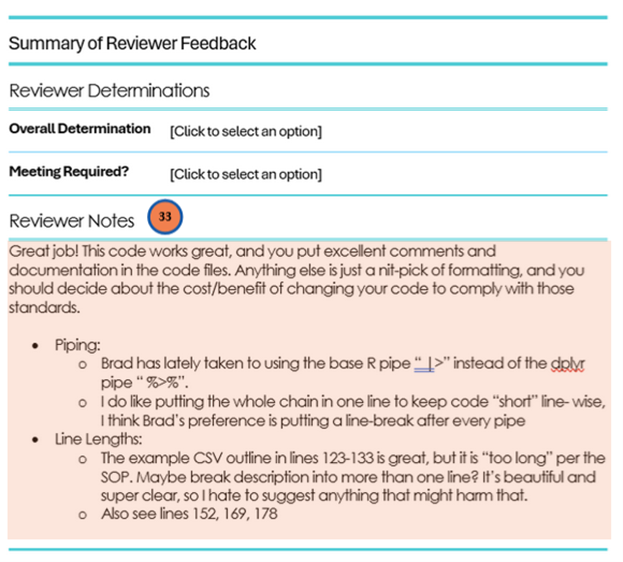 Summary of Reviewer Feedback
Reviewer Determinations
Overall Determination [Click to select an option]
Meeting Required? [Click to select an option]
Reviewer Notes 33
Great job! This code works great, and you put excellent comments and
documentation in the code files. Anything else is just a nit-pick of formatting, and you
should decide about the cost/benefit of changing your code to comply with those
standards.
• Piping:
o Brad has lately taken to using the base R pipe “ |>” instead of the dplyr
pipe “ %>%”.
o I do like putting the whole chain in one line to keep code “short” line- wise,
I think Brad’s preference is putting a line-break after every pipe
• Line Lengths:
o The example CSV outline in lines 123-133 is great, but it is “too long” per the
SOP. Maybe break description into more than one line? It’s beautiful and
super clear, so I hate to suggest anything that might harm that.
o Also see lines 152, 169, 178